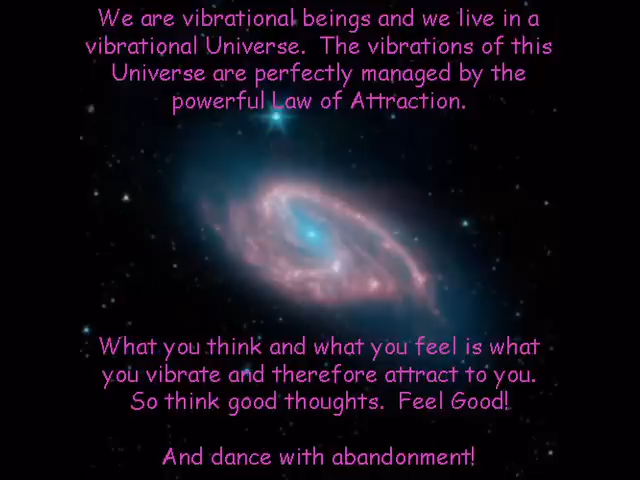 We are vibrational beings and we live in a
vibrational Universe.  The vibrations of this
Universe are perfectly managed by the
powerful Law of Attraction.
What you think and what you feel is what
you vibrate and therefore attract to you.
So think good thoughts.  Feel Good!
And dance with abandonment!